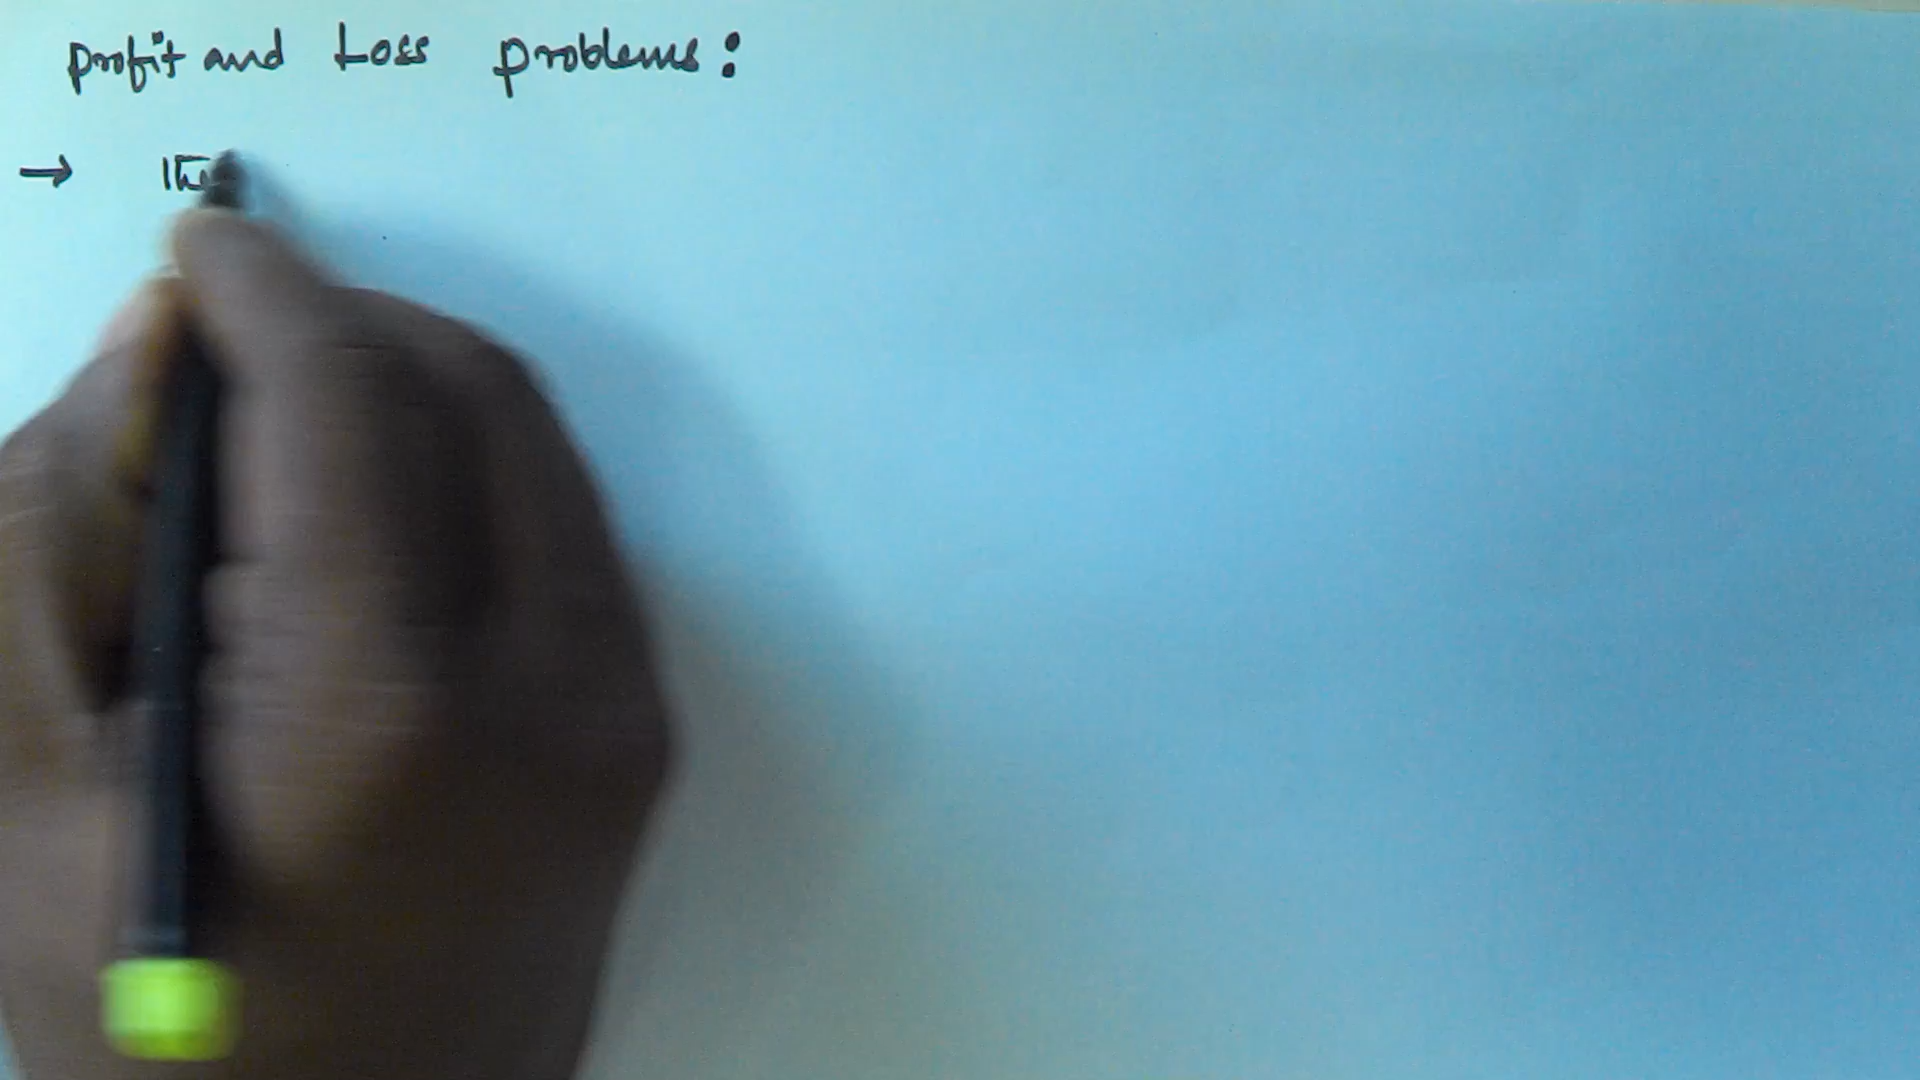 Profit and Loss problems:
→